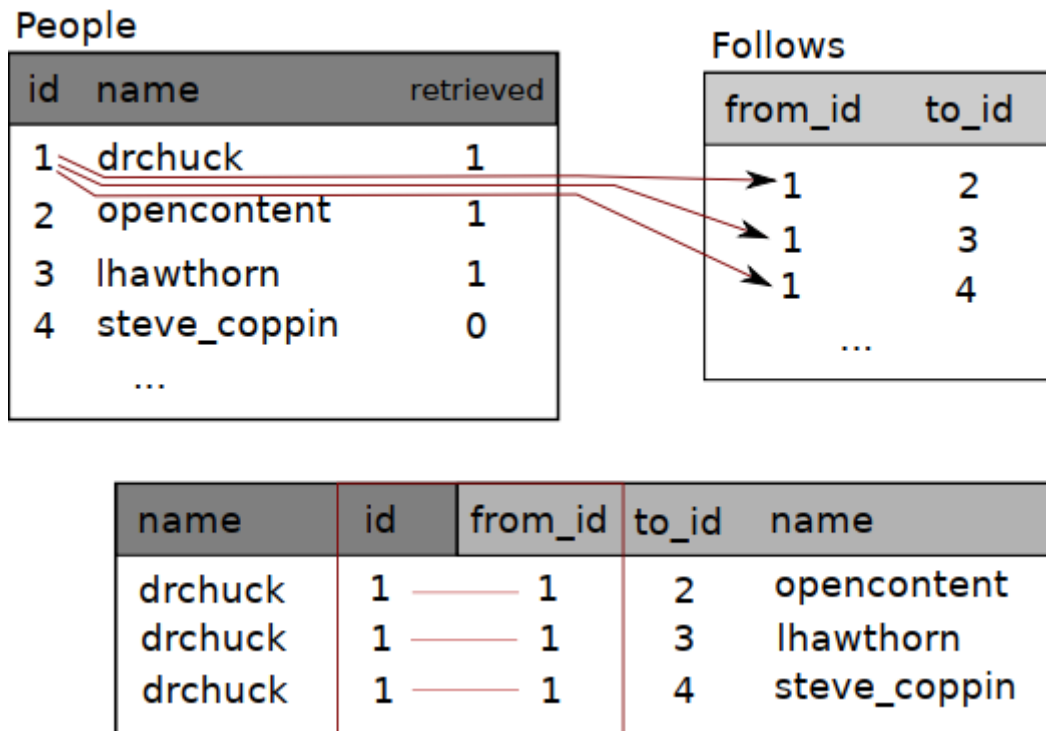 People
id name retrieved
1 drchuck 1
2 opencontent 1
3 lhawthorn 1
4 steve_coppin 0
...
Follows
from_id to_id
1 2
1 3
1 4
...
name id from_id to_id name
drchuck 1 1 2 opencontent
drchuck 1 1 3 lhawthorn
drchuck 1 1 4 steve_coppin